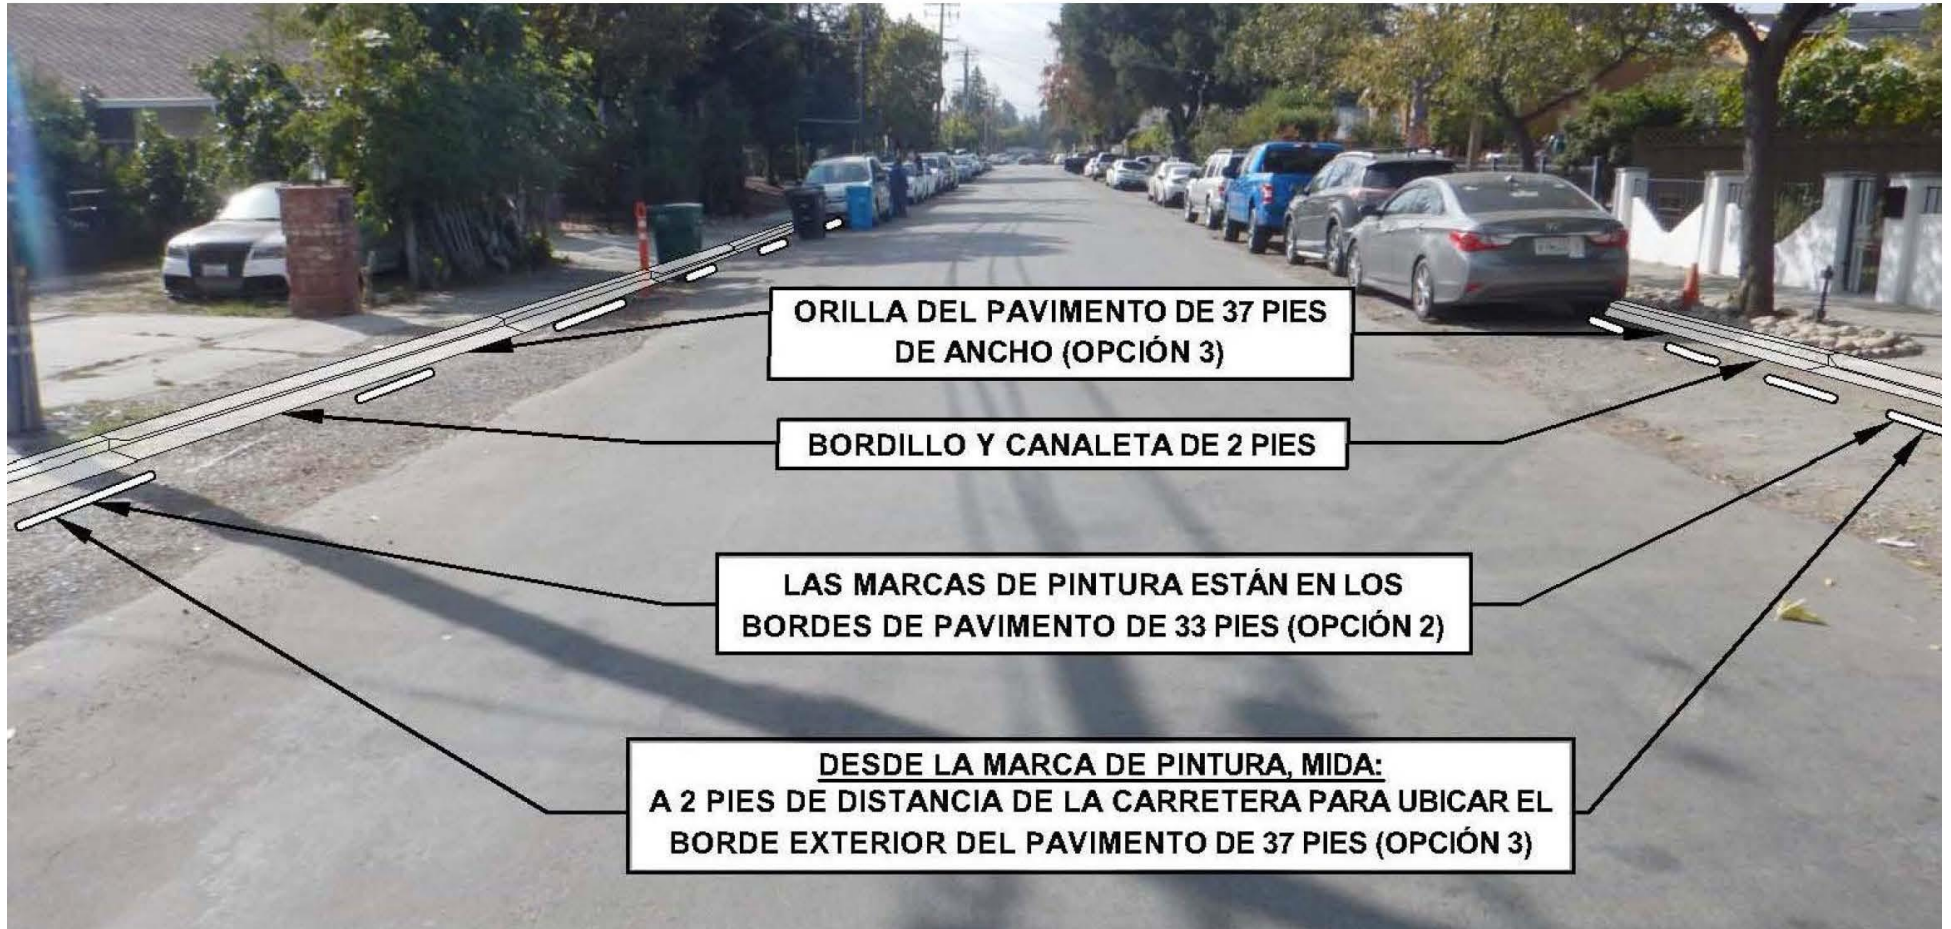 ORILLA DEL PAVIMENTO DE 37 PIES
DE ANCHO (OPCIÓN 3)
BORDILLO Y CANALETA DE 2 PIES
LAS MARCAS DE PINTURA ESTÁN EN LOS
BORDES DE PAVIMENTO DE 33 PIES (OPCIÓN 2)
DESDE LA MARCA DE PINTURA, MIDA:
A 2 PIES DE DISTANCIA DE LA CARRETERA PARA UBICAR EL
BORDE EXTERIOR DEL PAVIMENTO DE 37 PIES (OPCIÓN 3)